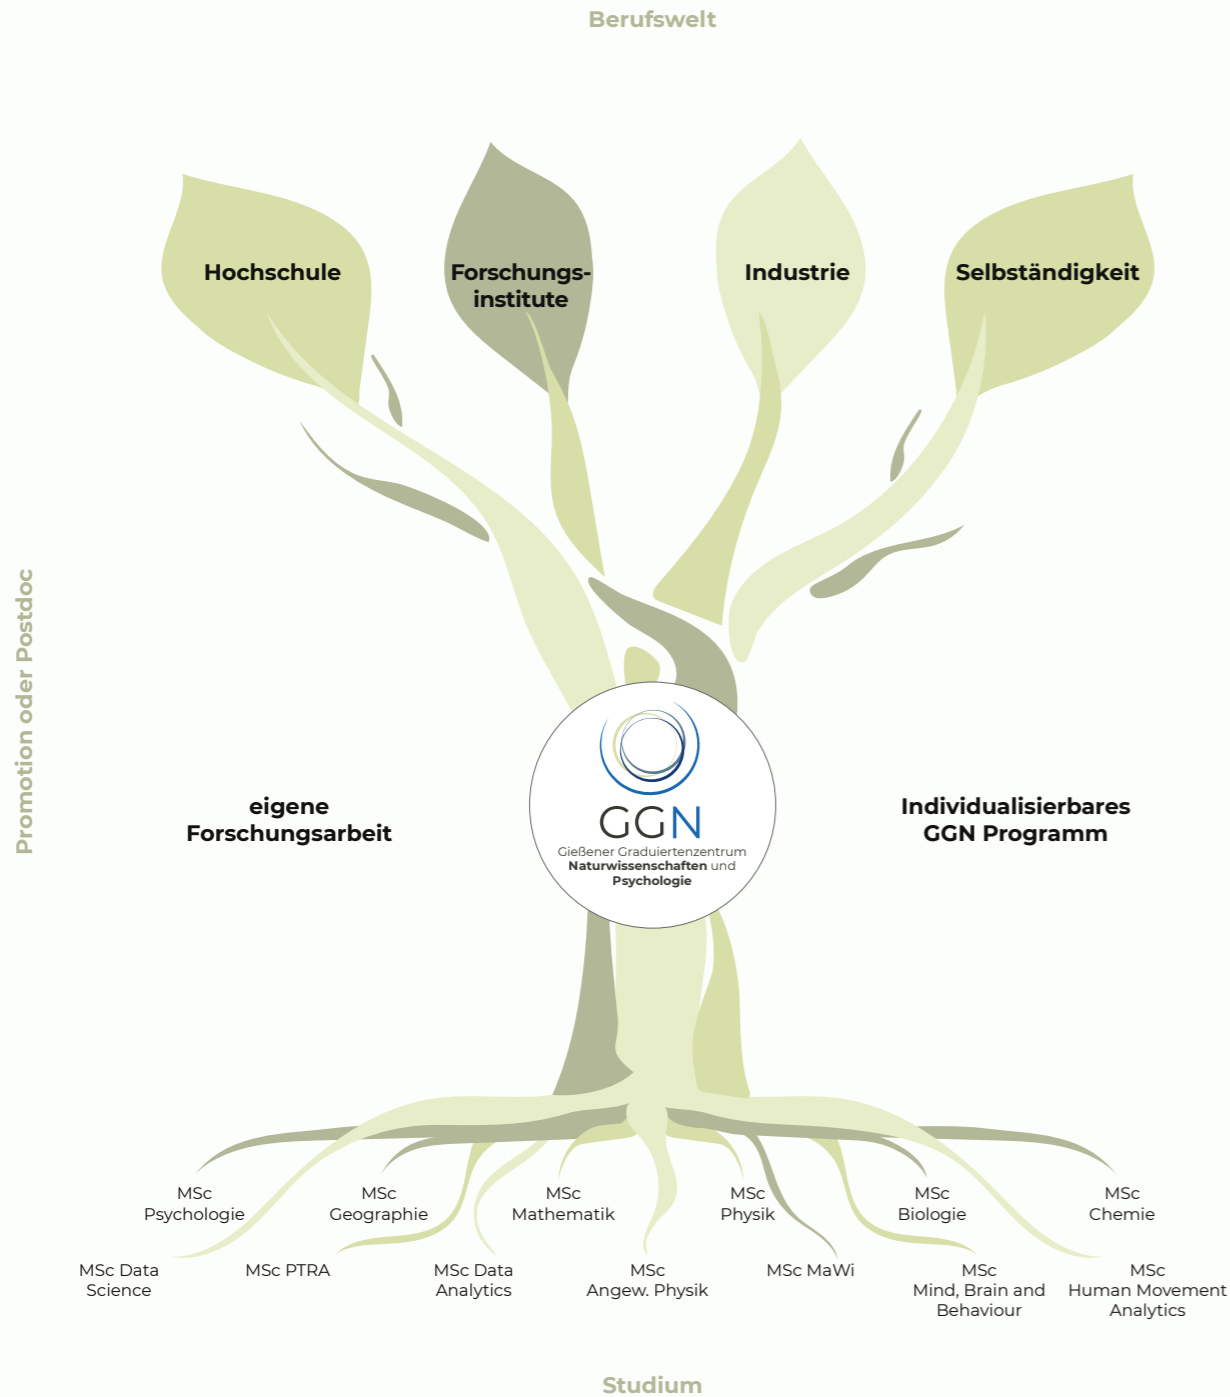 Berufswelt
Hochschule
Forschungs-
institute
Industrie
Selbständigkeit
Promotion oder Postdoc
eigene
Forschungsarbeit
GGN
Gießener Graduiertenzentrum
Naturwissenschaften und
Psychologie
Individualisierbares
GGN Programm
MSc
Psychologie
MSc
Geographie
MSc
Mathematik
MSc
Physik
MSc
Biologie
MSc
Chemie
MSc Data
Science
MSc PTRA
MSc Data
Analytics
MSc
Angew. Physik
MSc MaWi
MSc
Mind, Brain and
Behaviour
MSc
Human Movement
Analytics
Studium